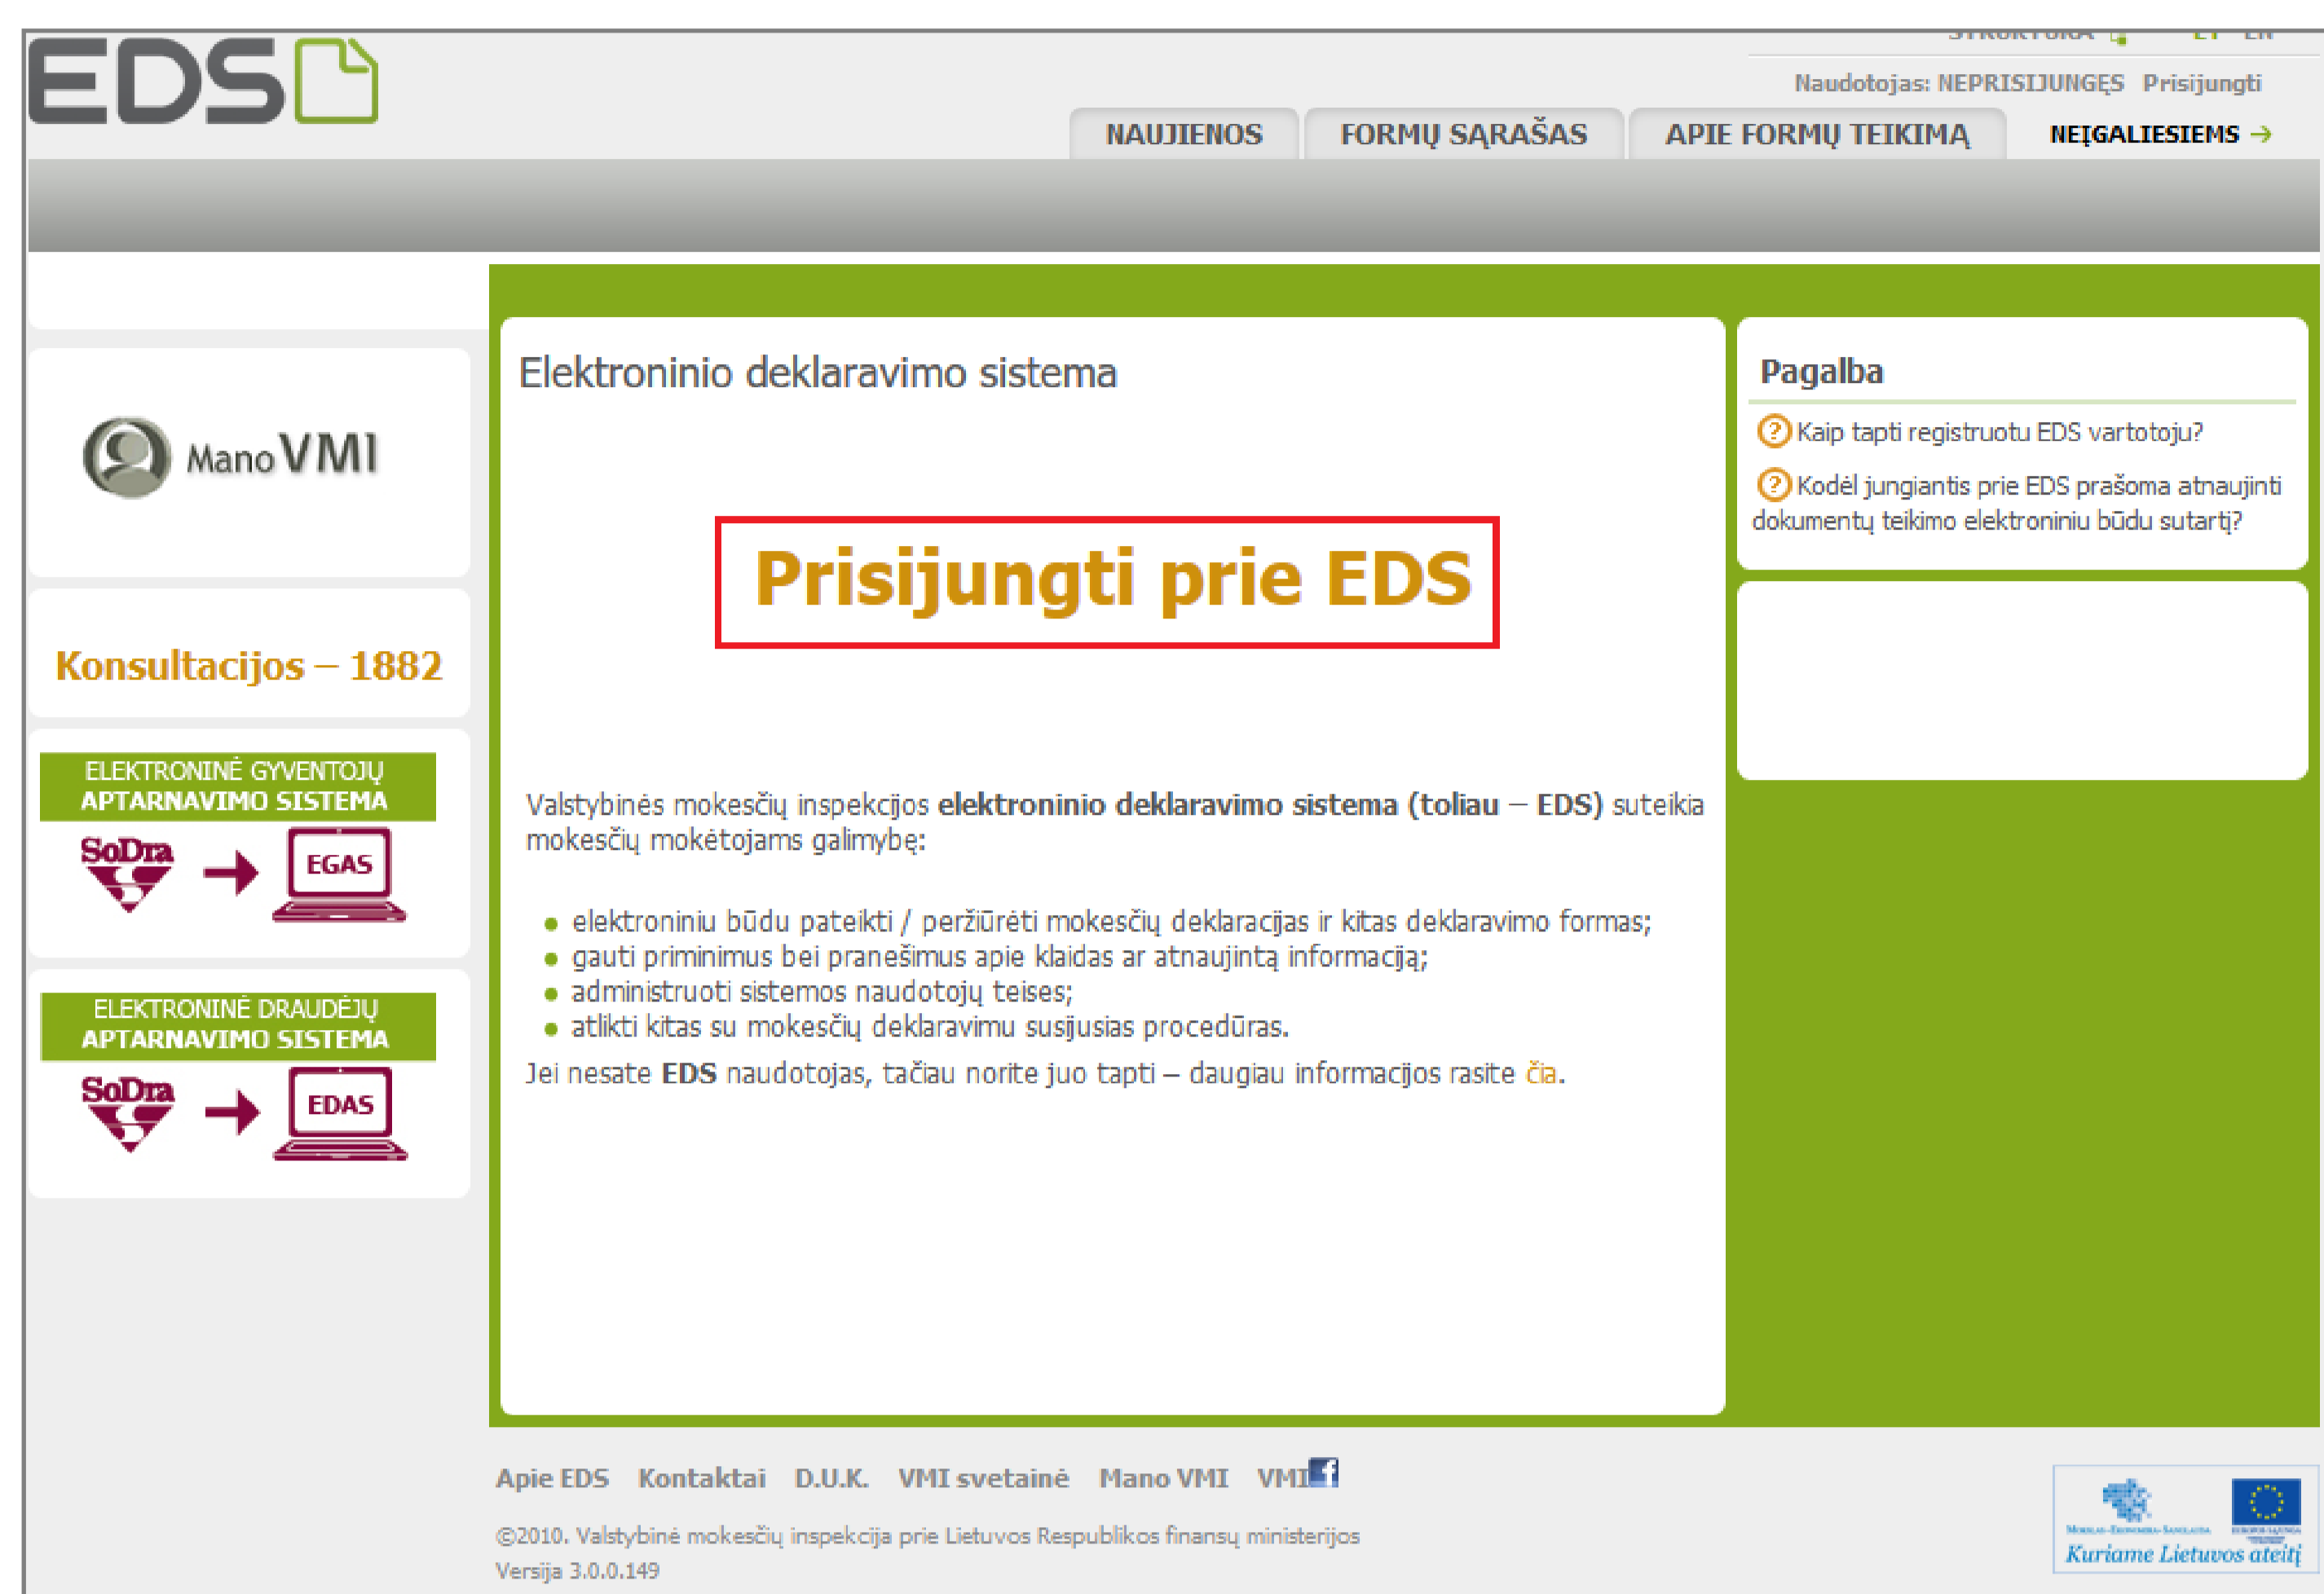 EDS
Naudotojas: NEPRISIJUNGĘS Prisijungti
NAUJIENOS FORMŲ SĄRAŠAS APIE FORMŲ TEIKIMĄ NEĮGALIESIEMS →
Mano VMI
Konsultacijos – 1882
ELEKTRONINĖ GYVENTOJŲ
APTARNAVIMO SISTEMA
SoDra EGAS
ELEKTRONINĖ DRAUDĖJŲ
APTARNAVIMO SISTEMA
SoDra EDAS
Elektroninio deklaravimo sistema
Prisijungti prie EDS
Valstybinės mokesčių inspekcijos elektroninio deklaravimo sistema (toliau – EDS) suteikia
mokesčių mokėtojams galimybę:
elektroniniu būdu pateikti / peržiūrėti mokesčių deklaracijas ir kitas deklaravimo formas;
gauti priminimus bei pranešimus apie klaidas ar atnaujintą informaciją;
administruoti sistemos naudotojų teises;
atlikti kitas su mokesčių deklaravimu susijusias procedūras.
Jei nesate EDS naudotojas, tačiau norite juo tapti – daugiau informacijos rasite čia.
Pagalba
Kaip tapti registruotu EDS vartotoju?
Kodėl jungiantis prie EDS prašoma atnaujinti
dokumentų teikimo elektroniniu būdu sutartį?
Apie EDS Kontaktai D.U.K. VMI svetainė Mano VMI VMI
©2010. Valstybinė mokesčių inspekcija prie Lietuvos Respublikos finansų ministerijos
Versija 3.0.0.149
Kuriame Lietuvos ateitį